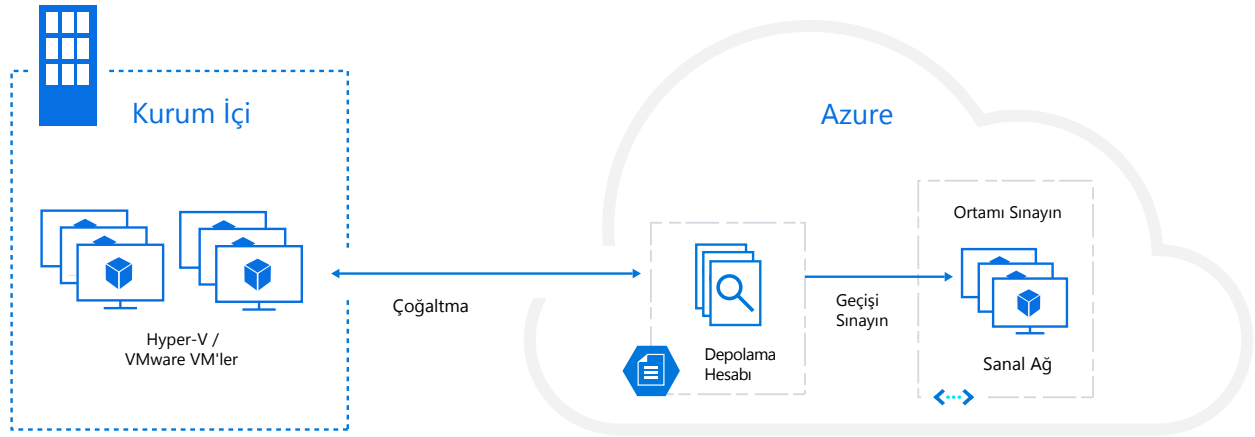 Kurum İçi
Hyper-V /
VMware VM'ler
Çoğaltma
Azure
Depolama
Hesabı
Geçişi
Sınayın
Ortamı Sınayın
Sanal Ağ